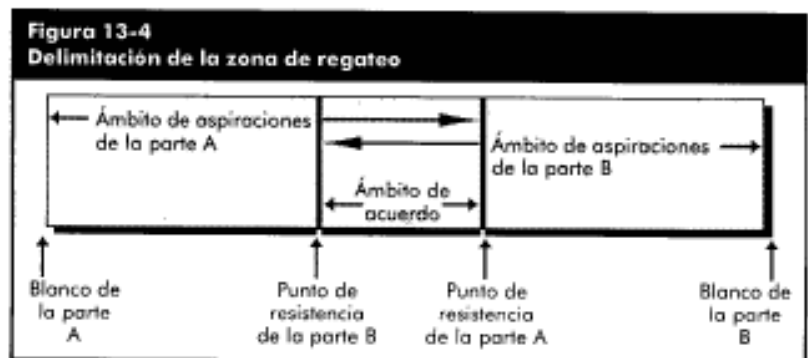 Figura 13-4
Delimitación de la zona de regateo
Ámbito de aspiraciones
de la parte A
Ámbito de aspiraciones
de la parte B
Ámbito de
acuerdo
Blanco de
la parte
A
Punto de
resistencia
de la parte B
Punto de
resistencia
de la parte A
Blanco de
la parte
B